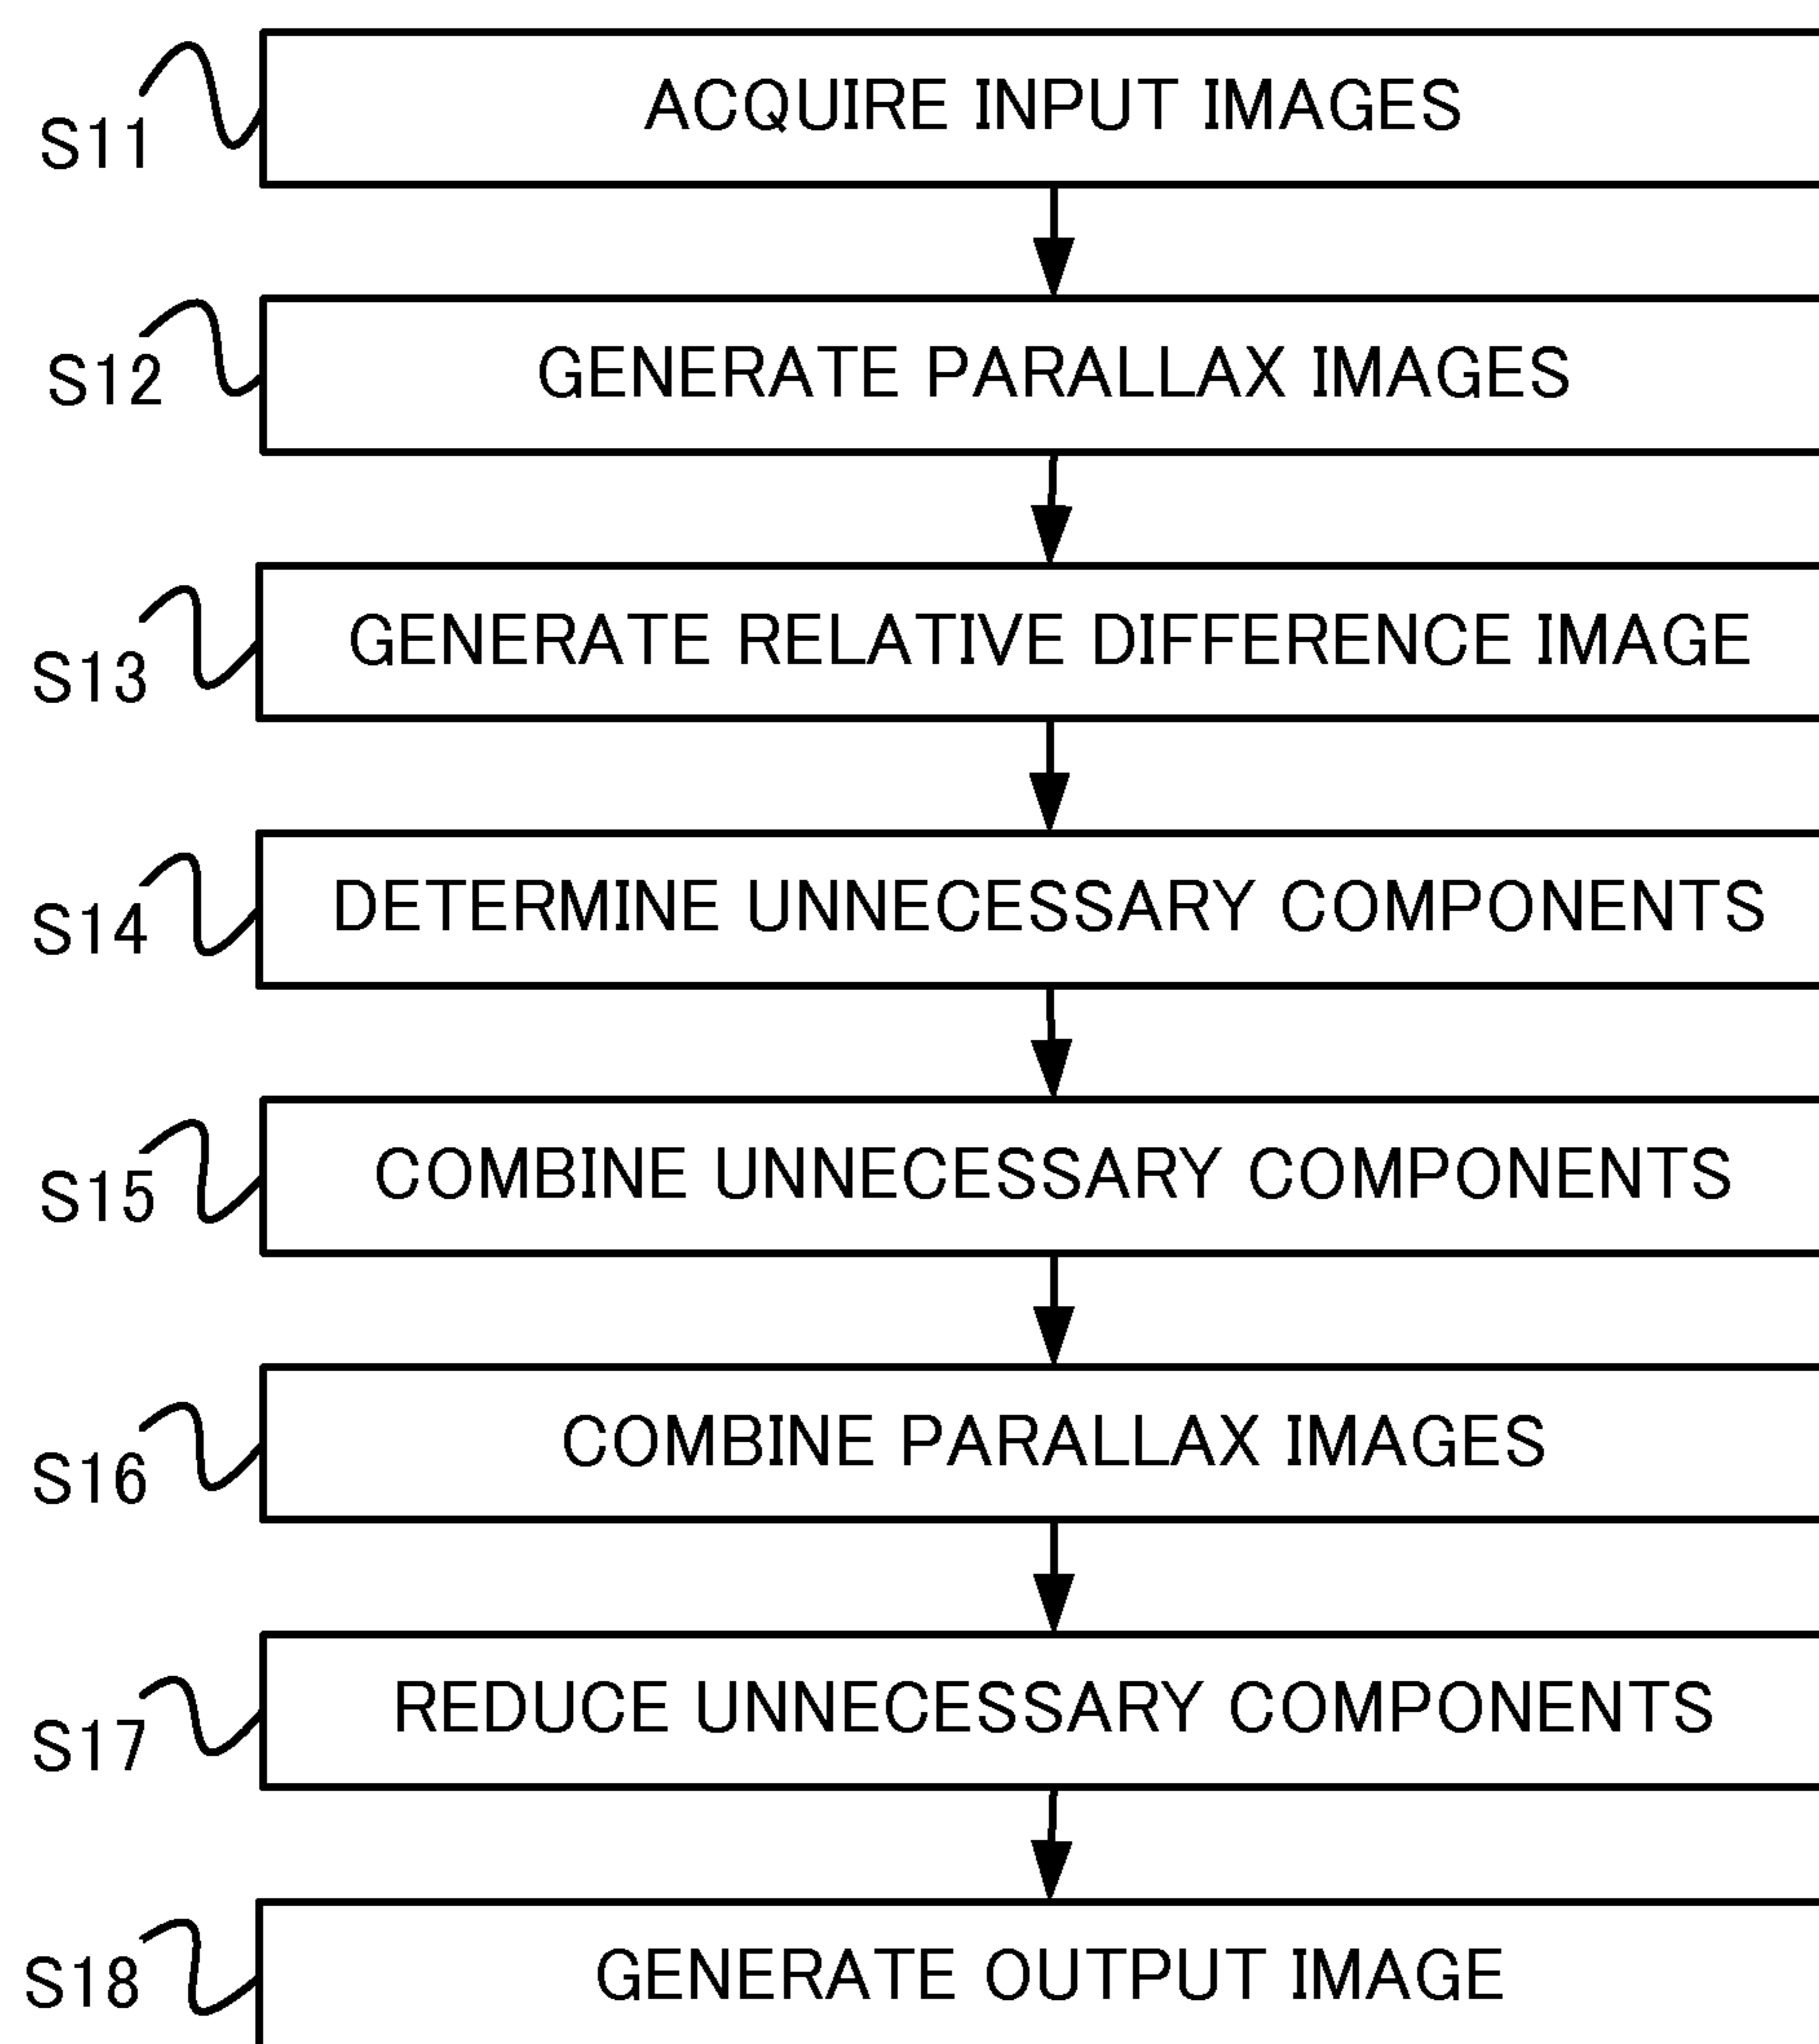 ACQUIRE INPUT IMAGES
S11
GENERATE PARALLAX IMAGES
S12
GENERATE RELATIVE DIFFERENCE IMAGE
S13
DETERMINE UNNECESSARY COMPONENTS
S14
COMBINE UNNECESSARY COMPONENTS
S15
COMBINE PARALLAX IMAGES
S16
REDUCE UNNECESSARY COMPONENTS
S17
GENERATE OUTPUT IMAGE
S18